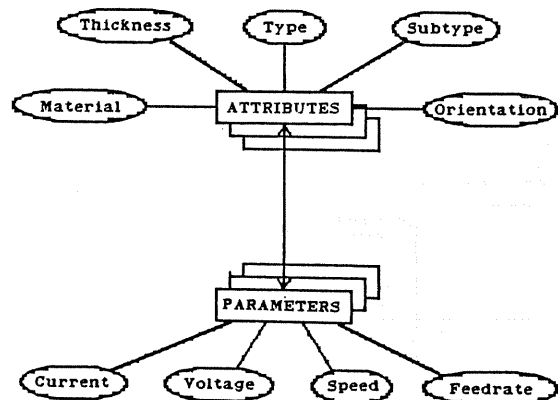 Thickness Type Subtype
Material ATTRIBUTES Orientation
PARAMETERS
Current Voltage Speed Feedrate